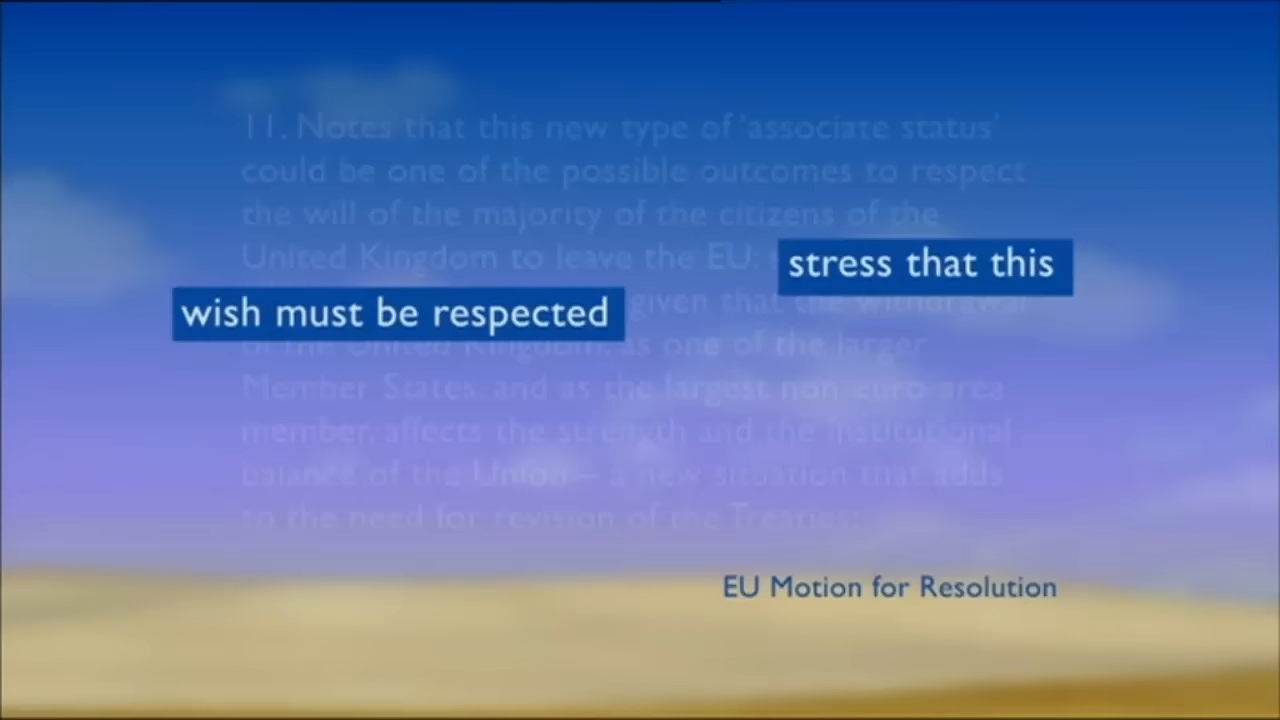 11. Notes that this new type of 'associate status'
could be one of the possible outcomes to respect
the will of the majority of the citizens of the
United Kingdom to leave the EU;
stress that this
wish must be respected
given that the withdrawal
of the United Kingdom, as one of the larger
Member States, and as the largest non-euro-area
member, affects the strength and the institutional
balance of the Union – a new situation that adds
to the need for revision of the Treaties;
EU Motion for Resolution